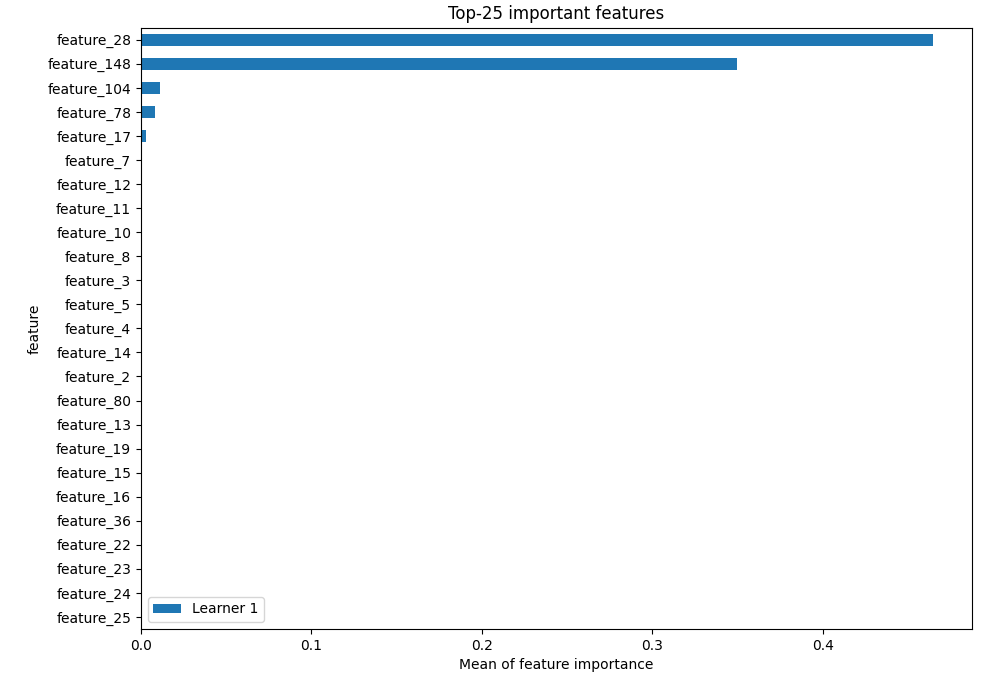 Top-25 important features
feature_28
feature_148
feature_104
feature_78
feature_17
feature_7
feature_12
feature_11
feature_10
feature_8
feature_3
feature_5
feature_4
feature_14
feature_2
feature_80
feature_13
feature_19
feature_15
feature_16
feature_36
feature_22
feature_23
feature_24
feature_25
feature
Learner 1
0.0 0.1 0.2 0.3 0.4
Mean of feature importance